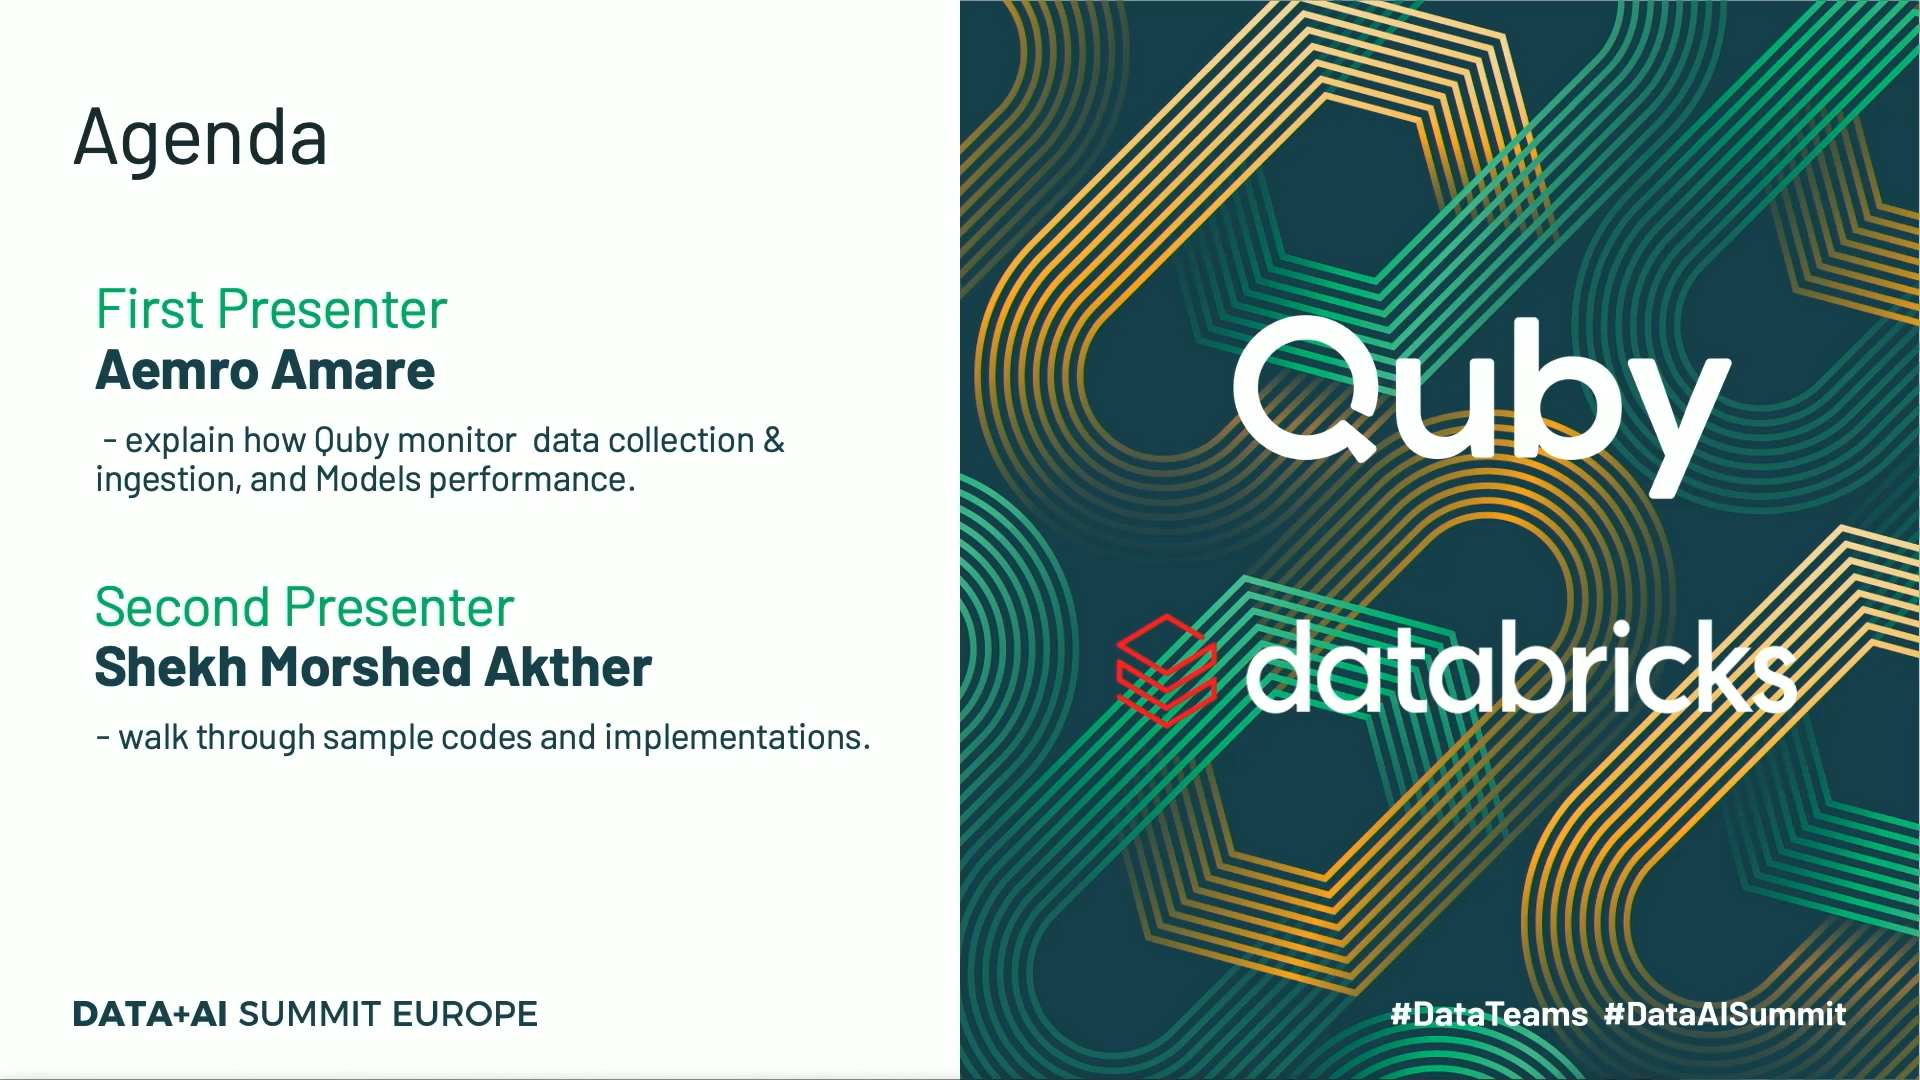 Agenda
First Presenter
Aemro Amare
- explain how Quby monitor  data collection &
ingestion, and Models performance.
Second Presenter
Shekh Morshed Akther
- walk through sample codes and implementations.
DATA+AI SUMMIT EUROPE
Quby
databricks
#DataTeams #DataAISummit